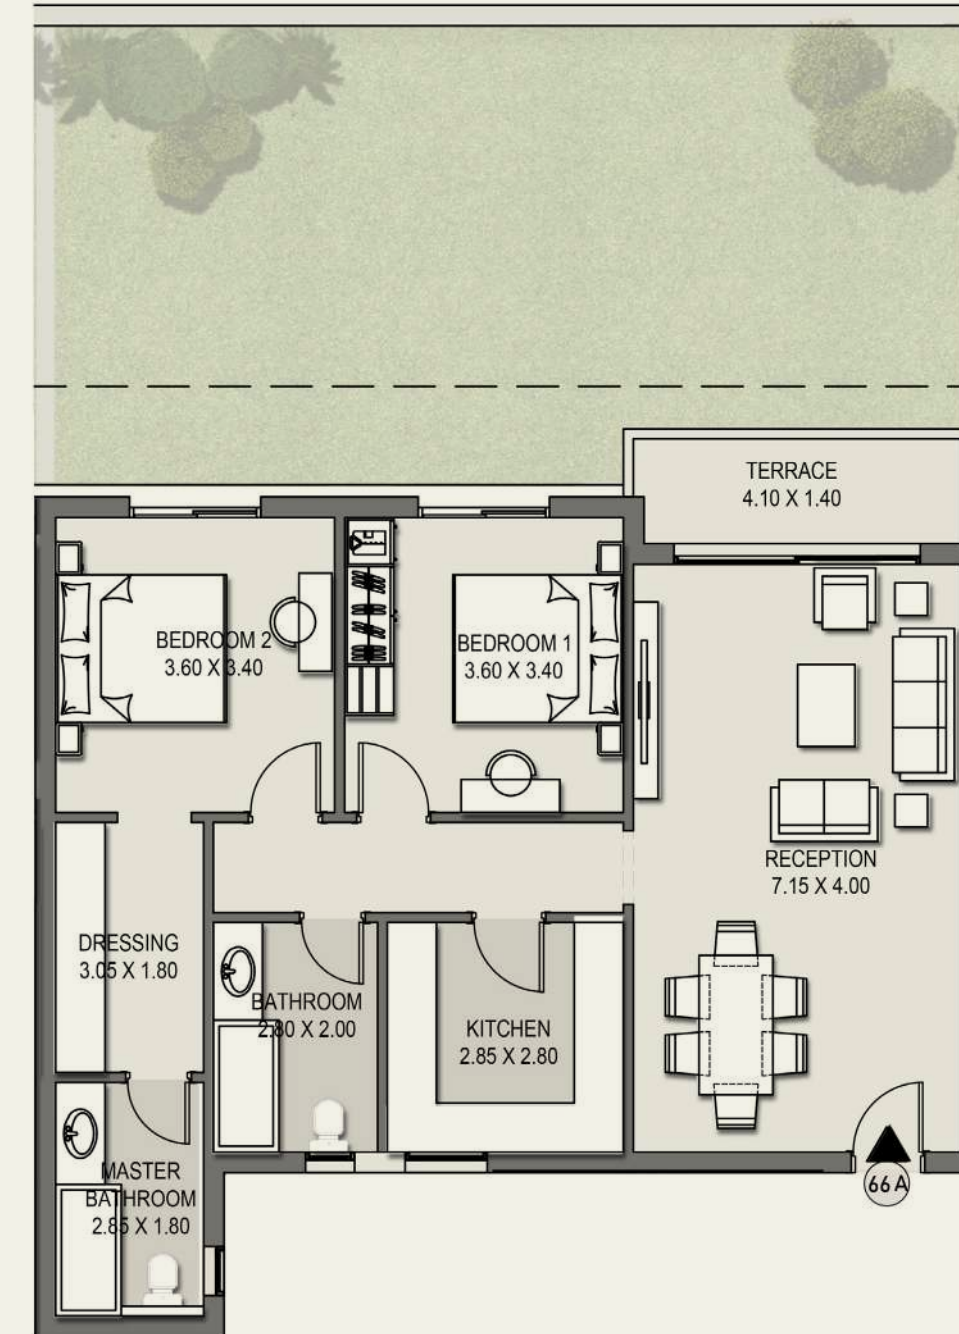 TERRACE
4.10 X 1.40
BEDROOM 2
3.60 X 3.40
BEDROOM 1
3.60 X 3.40
RECEPTION
7.15 X 4.00
DRESSING
3.05 X 1.80
BATHROOM
2.80 X 2.00
KITCHEN
2.85 X 2.80
MASTER
BATHROOM
2.85 X 1.80
66 A